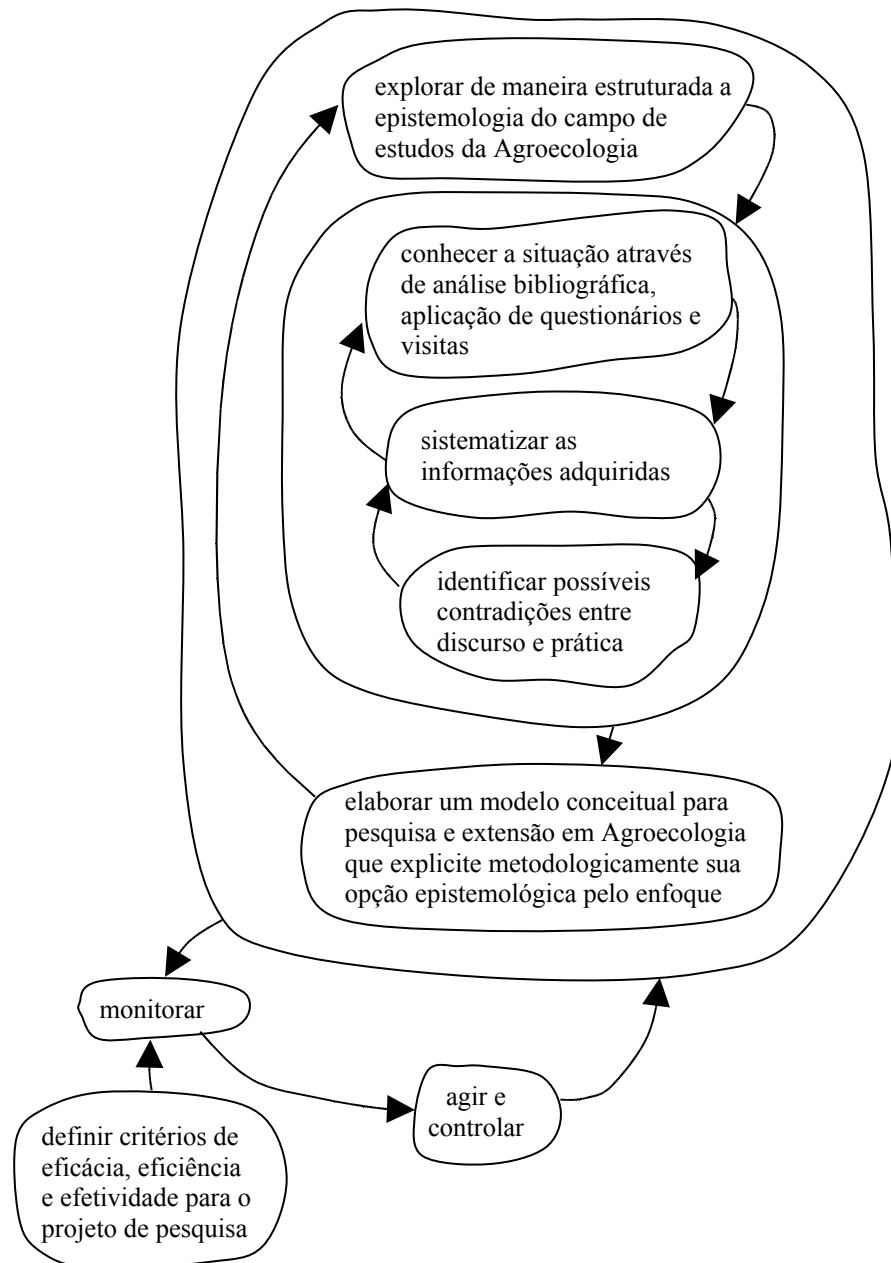 explorar de maneira estruturada a
epistemologia do campo de
estudos da Agroecologia
conhecer a situação através
de análise bibliográfica,
aplicação de questionários e
visitas
sistematizar as
informações adquiridas
identificar possíveis
contradições entre
discurso e prática
elaborar um modelo conceitual para
pesquisa e extensão em Agroecologia
que explicite metodologicamente sua
opção epistemológica pelo enfoque
monitorar
agir e
controlar
definir critérios de
eficácia, eficiência
e efetividade para o
projeto de pesquisa